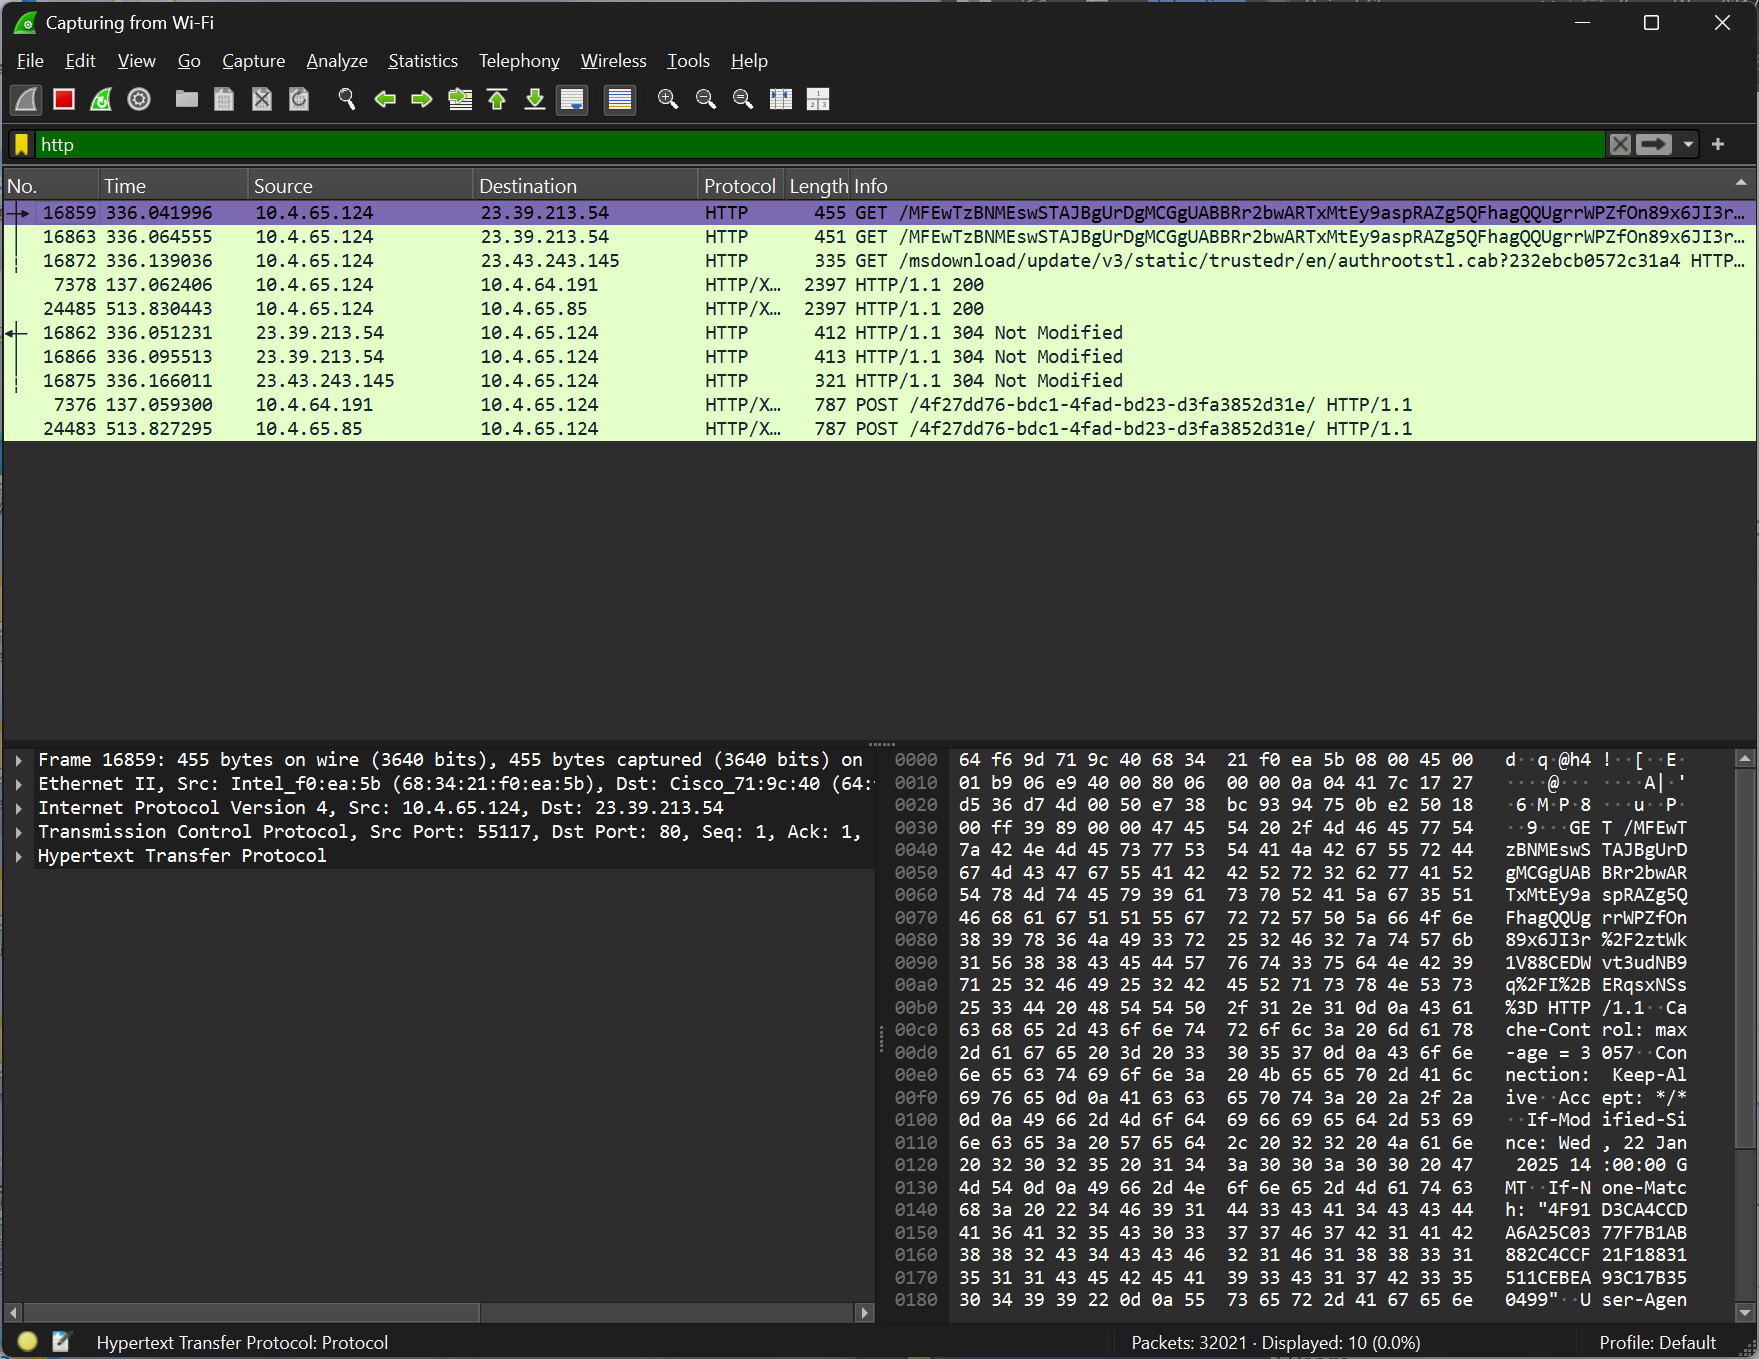 Capturing from Wi-Fi
File Edit View Go Capture Analyze Statistics Telephony Wireless Tools Help
http
No. Time Source Destination Protocol Length Info
16859 336.041996 10.4.65.124 23.39.213.54 HTTP 455 GET /MFEwTzBNMEswSTAJBgUrDgMCGgUABBRr2bwARTxMtEy9aspRAZg5QFhagQQUgrrWPZfOn89x6JI3r…
16863 336.064555 10.4.65.124 23.39.213.54 HTTP 451 GET /MFEwTzBNMEswSTAJBgUrDgMCGgUABBRr2bwARTxMtEy9aspRAZg5QFhagQQUgrrWPZfOn89x6JI3r…
16872 336.139036 10.4.65.124 23.43.243.145 HTTP 335 GET /msdownload/update/v3/static/trustedr/en/authrootstl.cab?232ebcb0572c31a4 HTTP…
7378 137.062406 10.4.65.124 10.4.64.191 HTTP/X… 2397 HTTP/1.1 200
24485 513.830443 10.4.65.124 10.4.65.85 HTTP/X… 2397 HTTP/1.1 200
16862 336.051231 23.39.213.54 10.4.65.124 HTTP 412 HTTP/1.1 304 Not Modified
16866 336.095513 23.39.213.54 10.4.65.124 HTTP 413 HTTP/1.1 304 Not Modified
16875 336.166011 23.43.243.145 10.4.65.124 HTTP 321 HTTP/1.1 304 Not Modified
7376 137.059300 10.4.64.191 10.4.65.124 HTTP/X… 787 POST /4f27dd76-bdc1-4fad-bd23-d3fa3852d31e/ HTTP/1.1
24483 513.827295 10.4.65.85 10.4.65.124 HTTP/X… 787 POST /4f27dd76-bdc1-4fad-bd23-d3fa3852d31e/ HTTP/1.1
Frame 16859: 455 bytes on wire (3640 bits), 455 bytes captured (3640 bits) on
Ethernet II, Src: Intel_f0:ea:5b (68:34:21:f0:ea:5b), Dst: Cisco_71:9c:40 (64:
Internet Protocol Version 4, Src: 10.4.65.124, Dst: 23.39.213.54
Transmission Control Protocol, Src Port: 55117, Dst Port: 80, Seq: 1, Ack: 1,
Hypertext Transfer Protocol
0000 64 f6 9d 71 9c 40 68 34 21 f0 ea 5b 08 00 45 00 d··q·@h4 !··[··E·
0010 01 b9 06 e9 40 00 80 06 00 00 0a 04 41 7c 17 27 ····@··· ····A|·'
0020 d5 36 d7 4d 00 50 e7 38 bc 93 94 75 0b e2 50 18 ·6·M·P·8 ···u··P·
0030 00 ff 39 89 00 00 47 45 54 20 2f 4d 46 45 77 54 ··9···GE T /MFEwT
0040 7a 42 4e 4d 45 73 77 53 54 41 4a 42 67 55 72 44 zBNMEswS TAJBgUrD
0050 67 4d 43 47 67 55 41 42 42 52 72 32 62 77 41 52 gMCGgUAB BRr2bwAR
0060 54 78 4d 74 45 79 39 61 73 70 52 41 5a 67 35 51 TxMtEy9a spRAZg5Q
0070 46 68 61 67 51 51 55 67 72 72 57 50 5a 66 4f 6e FhagQQUg rrWPZfOn
0080 38 39 78 36 4a 49 33 72 25 32 46 32 7a 74 57 6b 89x6JI3r %2F2ztWk
0090 31 56 38 38 43 45 44 57 76 74 33 75 64 4e 42 39 1V88CEDW vt3udNB9
00a0 71 25 32 46 49 25 32 42 45 52 71 73 78 4e 53 73 q%2FI%2B ERqsxNSs
00b0 25 33 44 20 48 54 54 50 2f 31 2e 31 0d 0a 43 61 %3D HTTP /1.1··Ca
00c0 63 68 65 2d 43 6f 6e 74 72 6f 6c 3a 20 6d 61 78 che-Cont rol: max
00d0 2d 61 67 65 20 3d 20 33 30 35 37 0d 0a 43 6f 6e -age = 3 057··Con
00e0 6e 65 63 74 69 6f 6e 3a 20 4b 65 65 70 2d 41 6c nection: Keep-Al
00f0 69 76 65 0d 0a 41 63 63 65 70 74 3a 20 2a 2f 2a ive··Acc ept: */*
0100 0d 0a 49 66 2d 4d 6f 64 69 66 69 65 64 2d 53 69 ··If-Mod ified-Si
0110 6e 63 65 3a 20 57 65 64 2c 20 32 32 20 4a 61 6e nce: Wed , 22 Jan
0120 20 32 30 32 35 20 31 34 3a 30 30 3a 30 30 20 47 2025 14 :00:00 G
0130 4d 54 0d 0a 49 66 2d 4e 6f 6e 65 2d 4d 61 74 63 MT··If-N one-Matc
0140 68 3a 20 22 34 46 39 31 44 33 43 41 34 43 43 44 h: "4F91 D3CA4CCD
0150 41 36 41 32 35 43 30 33 37 37 46 37 42 31 41 42 A6A25C03 77F7B1AB
0160 38 38 32 43 34 43 43 46 32 31 46 31 38 38 33 31 882C4CCF 21F18831
0170 35 31 31 43 45 42 45 41 39 33 43 31 37 42 33 35 511CEBEA 93C17B35
0180 30 34 39 39 22 0d 0a 55 73 65 72 2d 41 67 65 6e 0499"··U ser-Agen
Hypertext Transfer Protocol: Protocol Packets: 32021 · Displayed: 10 (0.0%) Profile: Default